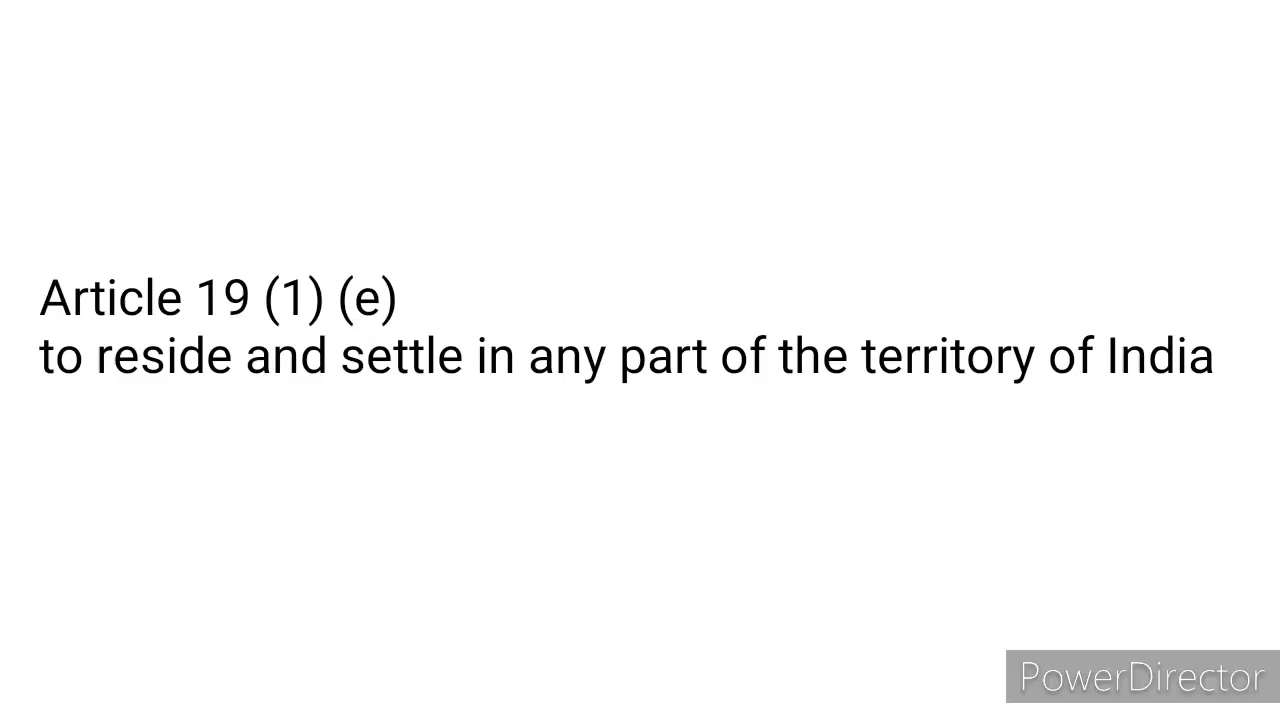 Article 19 (1) (e)
to reside and settle in any part of the territory of India
PowerDirector